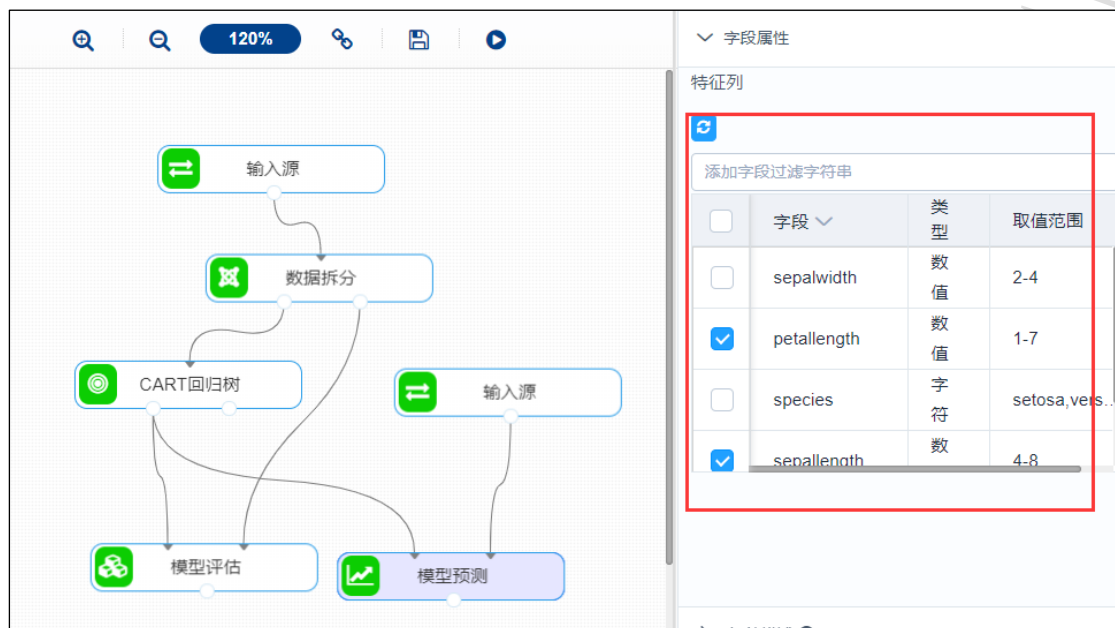 120%
字段属性
特征列
添加字段过滤字符串
字段 类型 取值范围
sepalwidth 数值 2-4
petallength 数值 1-7
species 字符 setosa,vers..
sepallength 数 4-8
输入源
数据拆分
CART回归树
输入源
模型评估
模型预测